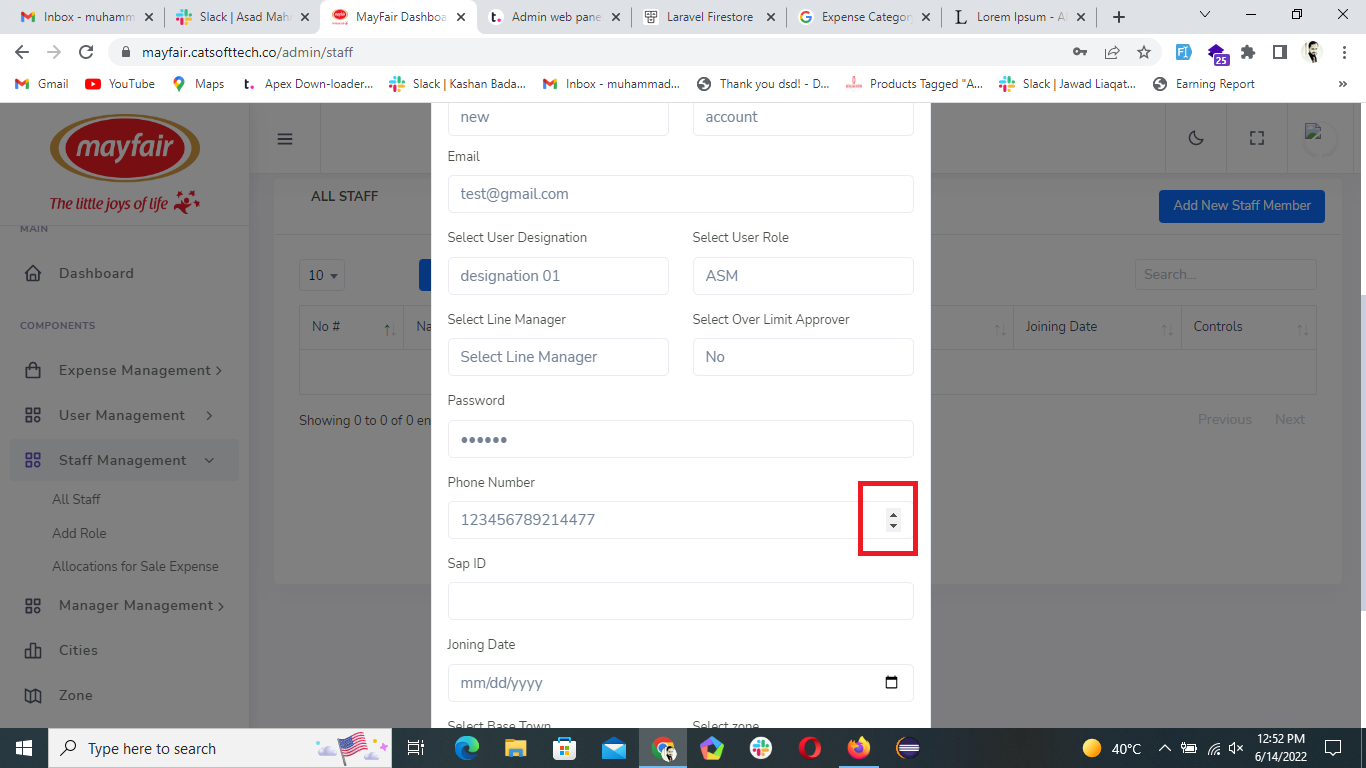 Inbox - muhamm
Slack | Asad Mah
MayFair Dashboa
Admin web pane
Laravel Firestore
Expense Categor
Lorem Ipsum - Al
mayfair.catsofttech.co/admin/staff
25
Gmail
YouTube
Maps
Apex Down-loader...
Slack | Kashan Bada...
Inbox - muhammad...
Thank you dsd! - D...
Products Tagged "A...
Slack | Jawad Liaqat...
Earning Report
»
mayfair
The little joys of life
MAIN
Dashboard
COMPONENTS
Expense Management
User Management
Staff Management
All Staff
Add Role
Allocations for Sale Expense
Manager Management
Cities
Zone
ALL STAFF
Add New Staff Member
10
Search...
No #
Na
Joining Date
Controls
Showing 0 to 0 of 0 en
Previous
Next
new
account
Email
test@gmail.com
Select User Designation
Select User Role
designation 01
ASM
Select Line Manager
Select Over Limit Approver
Select Line Manager
No
Password
••••••
Phone Number
123456789214477
Sap ID
Joning Date
mm/dd/yyyy
Select Base Town
Select zone
Type here to search
40°C
12:52 PM
6/14/2022